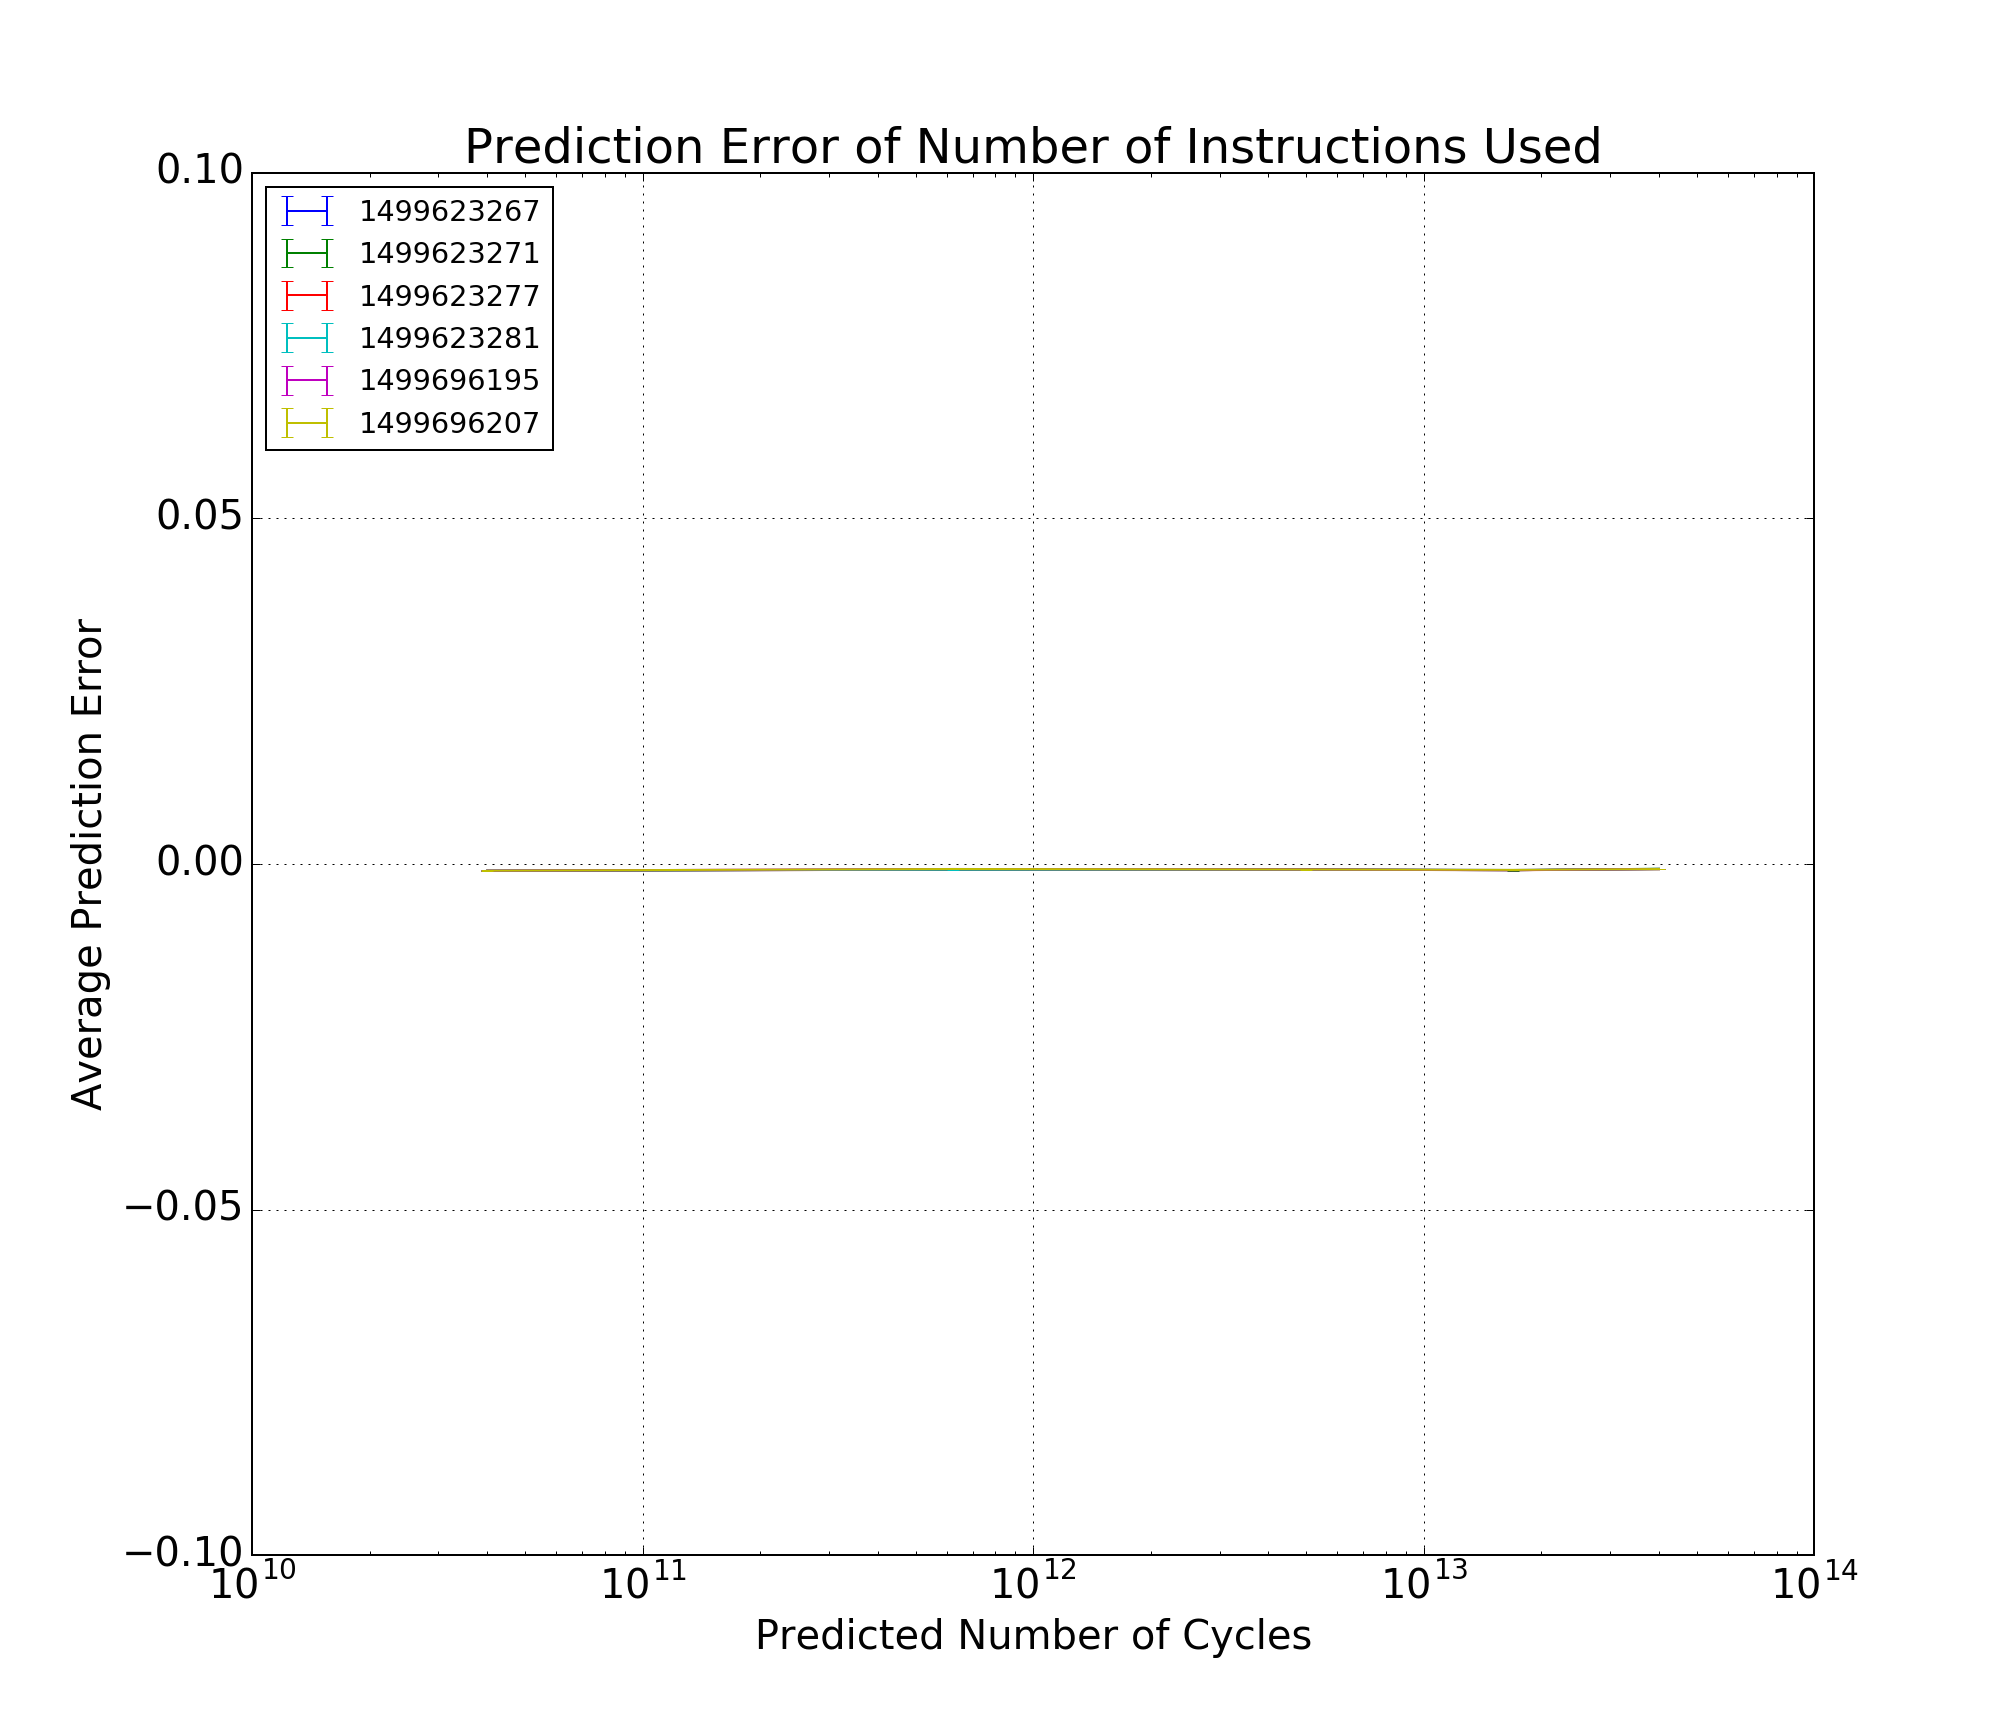 Prediction Error of Number of Instructions Used
0.10
0.05
0.00
−0.05
−0.10
Average Prediction Error
1499623267
1499623271
1499623277
1499623281
1499696195
1499696207
10^10 10^11 10^12 10^13 10^14
Predicted Number of Cycles